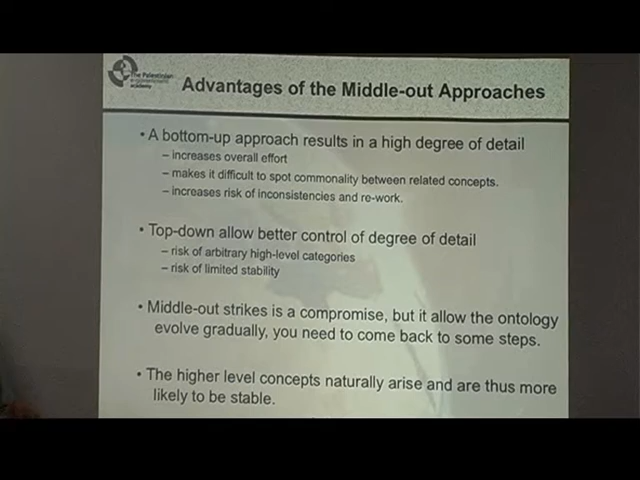 The Palestinian
eGovernment
academy
Advantages of the Middle-out Approaches
• A bottom-up approach results in a high degree of detail
– increases overall effort
– makes it difficult to spot commonality between related concepts.
– increases risk of inconsistencies and re-work.
• Top-down allow better control of degree of detail
– risk of arbitrary high-level categories
– risk of limited stability
• Middle-out strikes is a compromise, but it allow the ontology
evolve gradually, you need to come back to some steps.
• The higher level concepts naturally arise and are thus more
likely to be stable.